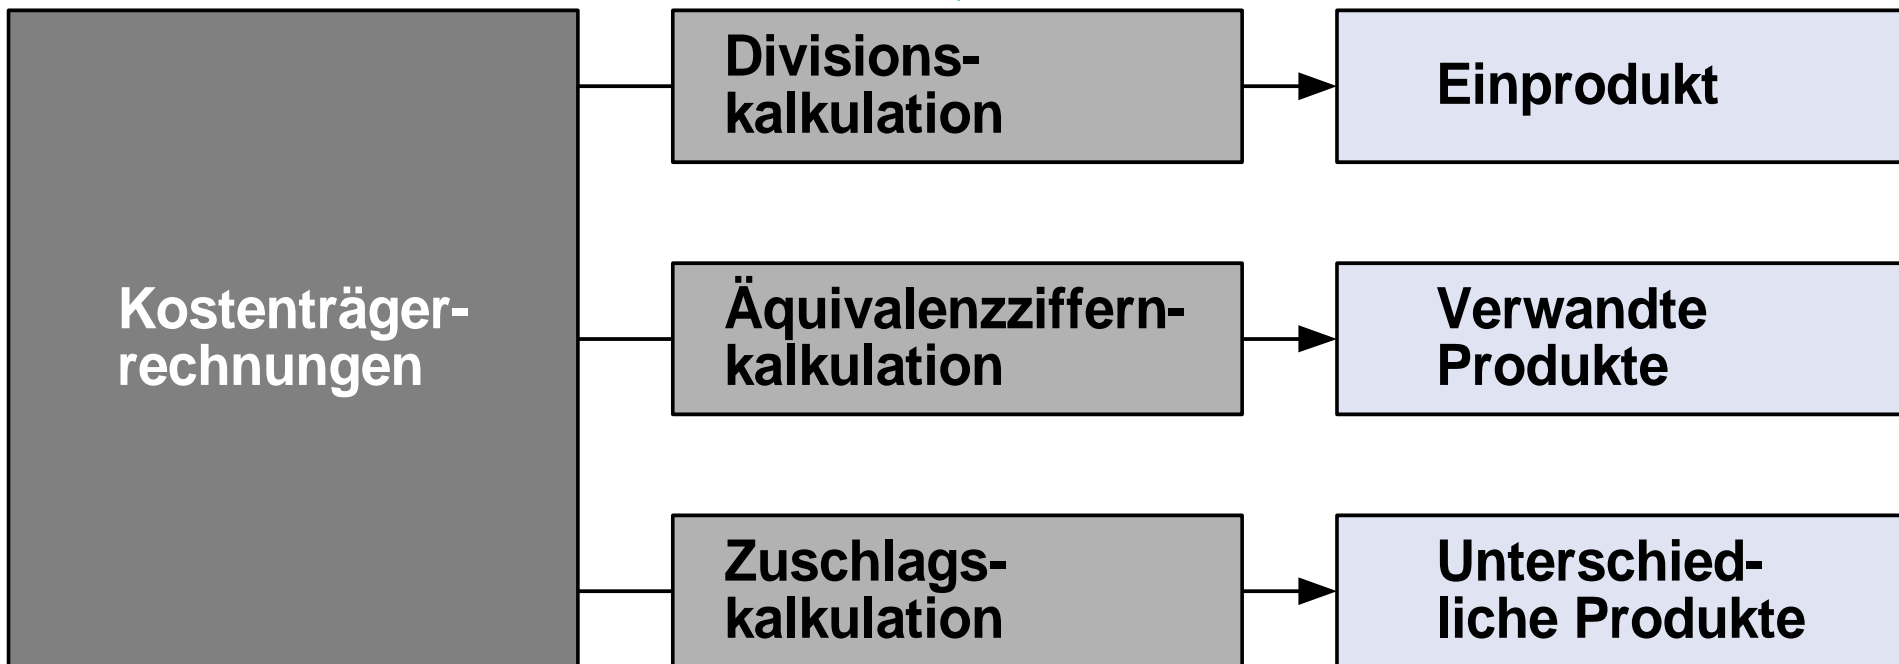 Divisions-
kalkulation
Einprodukt
Kostenträger-
rechnungen
Äquivalenzziffern-
kalkulation
Verwandte
Produkte
Zuschlags-
kalkulation
Unterschied-
liche Produkte